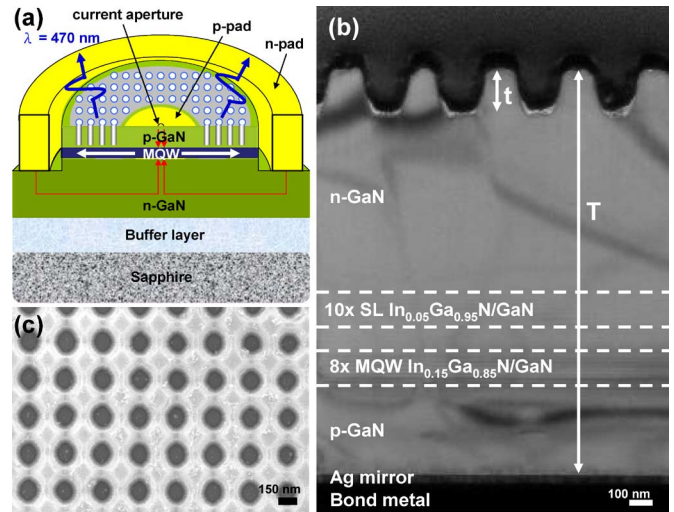 (a)
current aperture
p-pad
n-pad
λ = 470 nm
p-GaN
MQW
n-GaN
Buffer layer
Sapphire
(c)
150 nm
(b)
t
T
n-GaN
10x SL In₀.₀₅Ga₀.₉₅N/GaN
8x MQW In₀.₁₅Ga₀.₈₅N/GaN
p-GaN
Ag mirror
Bond metal
100 nm